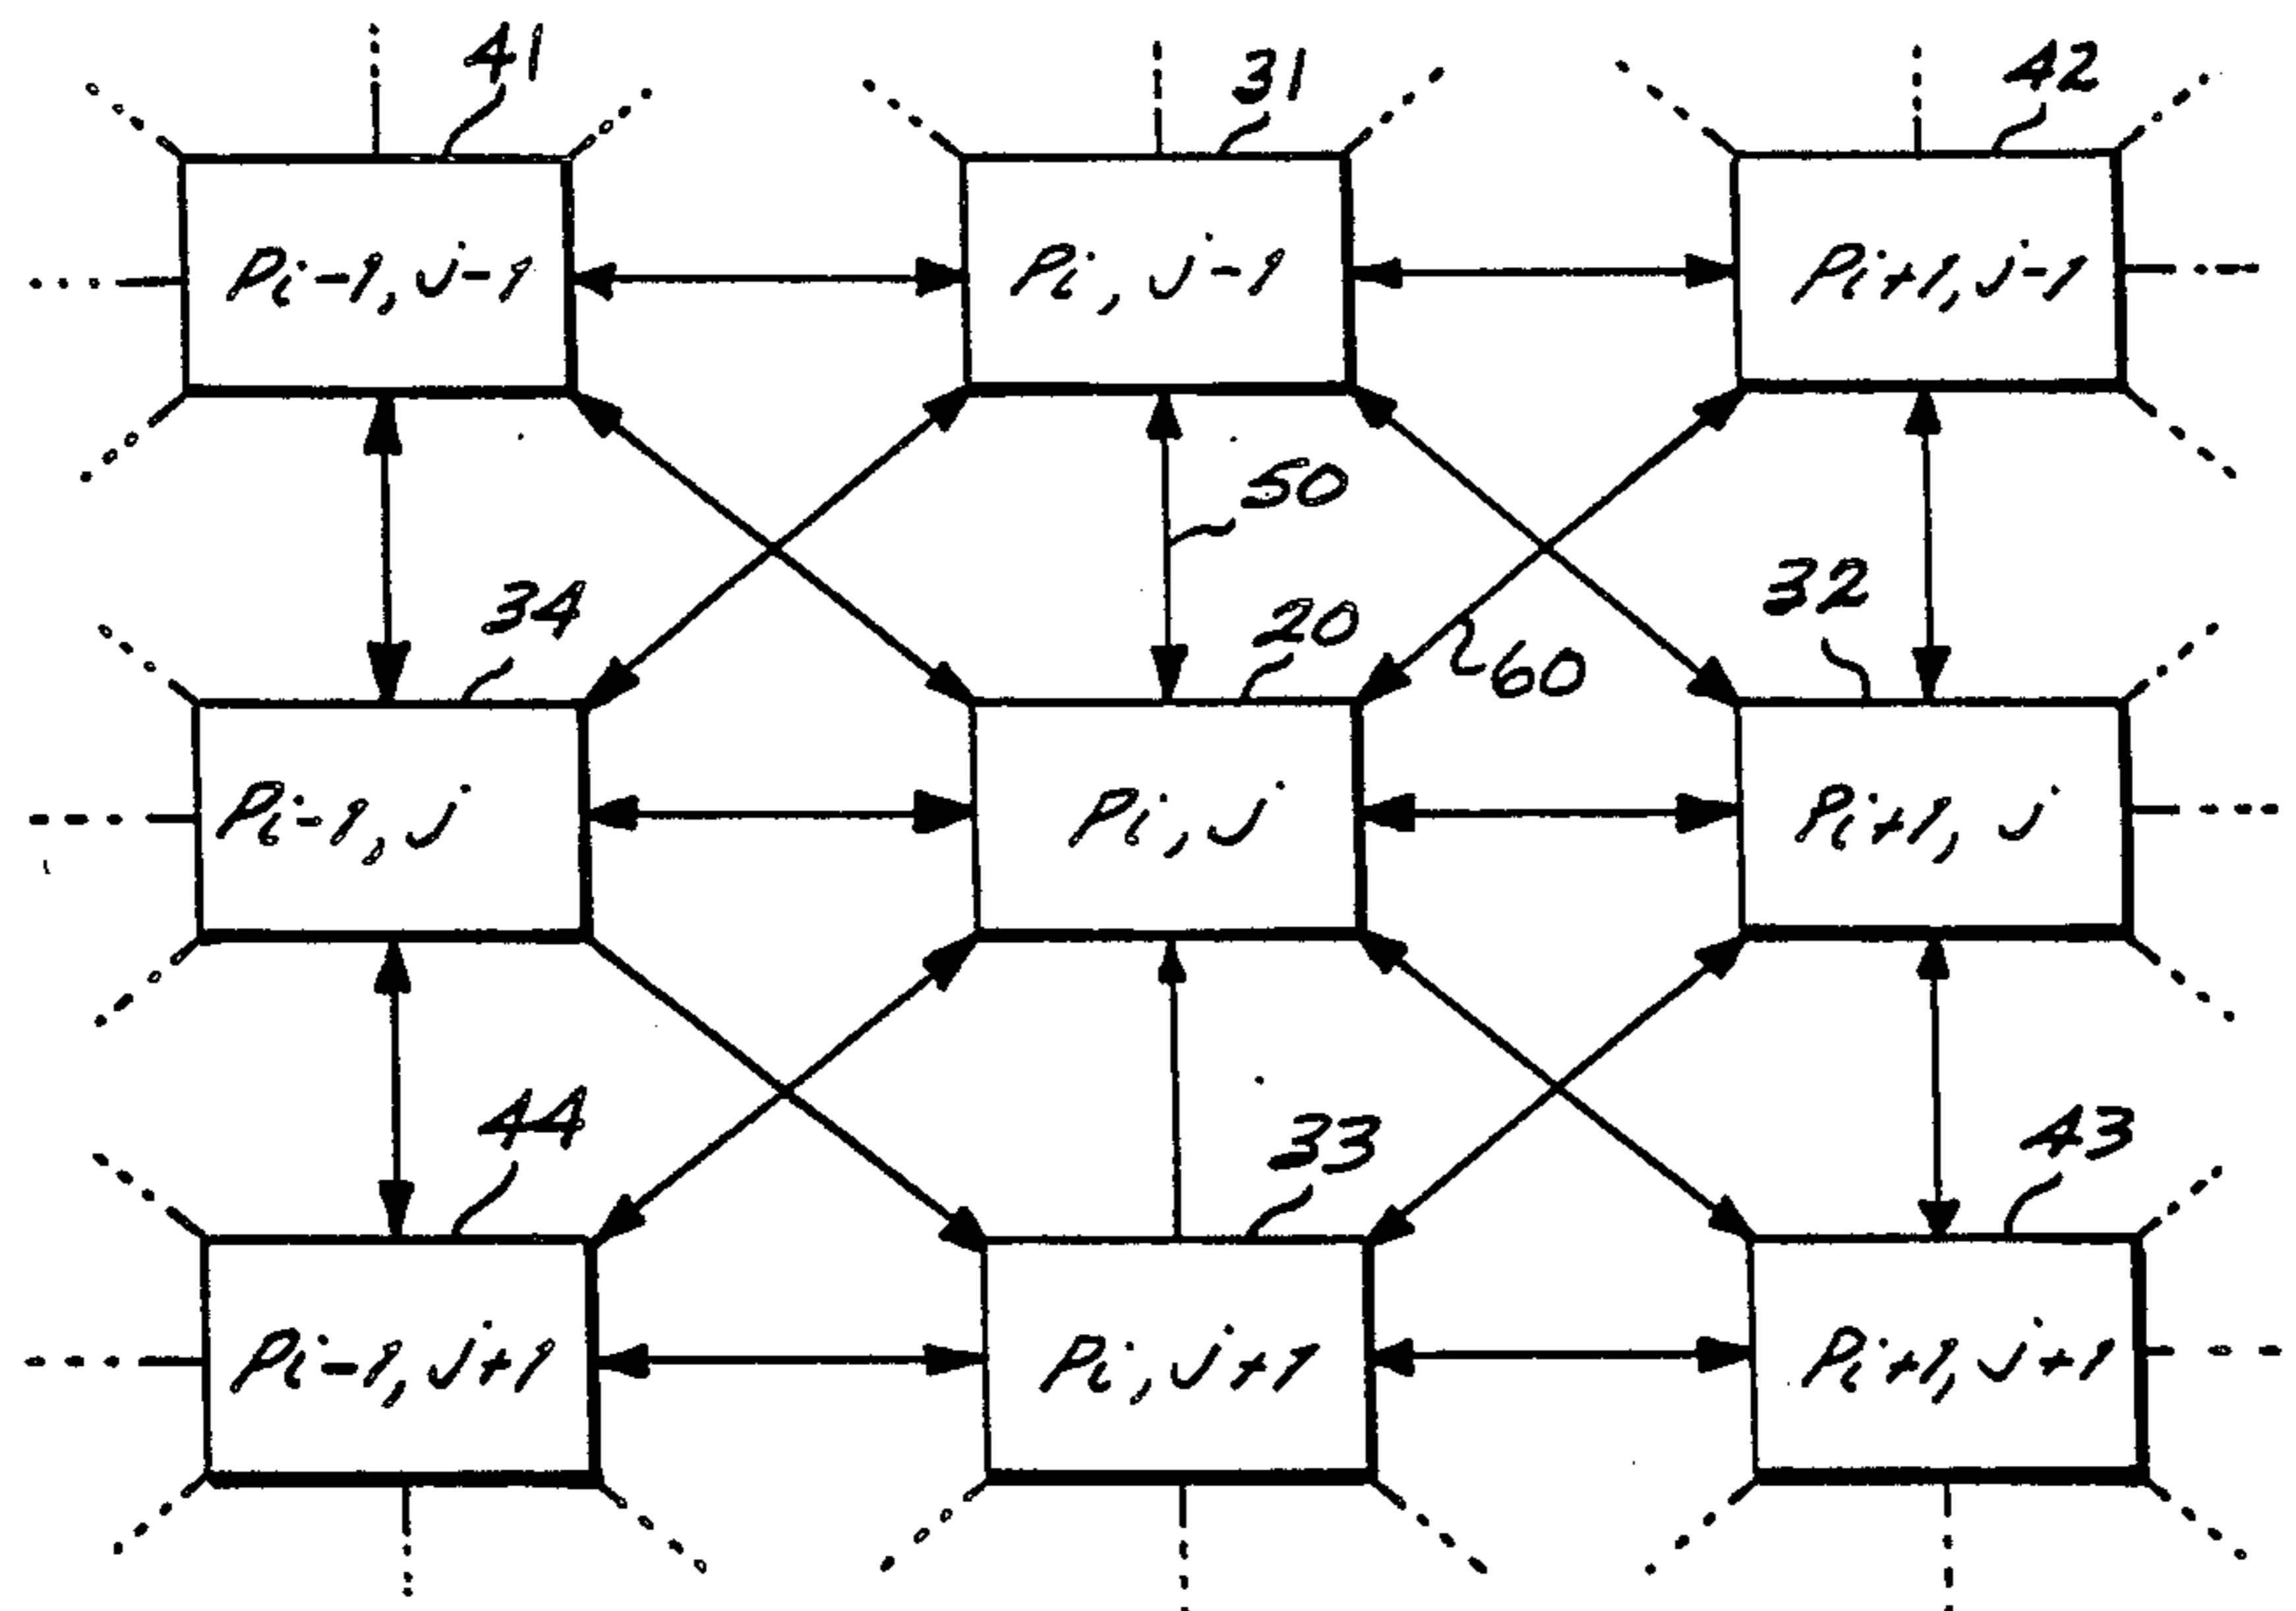 41 31 42
Pi-1, j-1 Pi, j-1 Pi+1, j-1
50
34 20 32
60
Pi-1, j Pi, j Pi+1, j
44 33 43
Pi-1, j+1 Pi, j+1 Pi+1, j+1